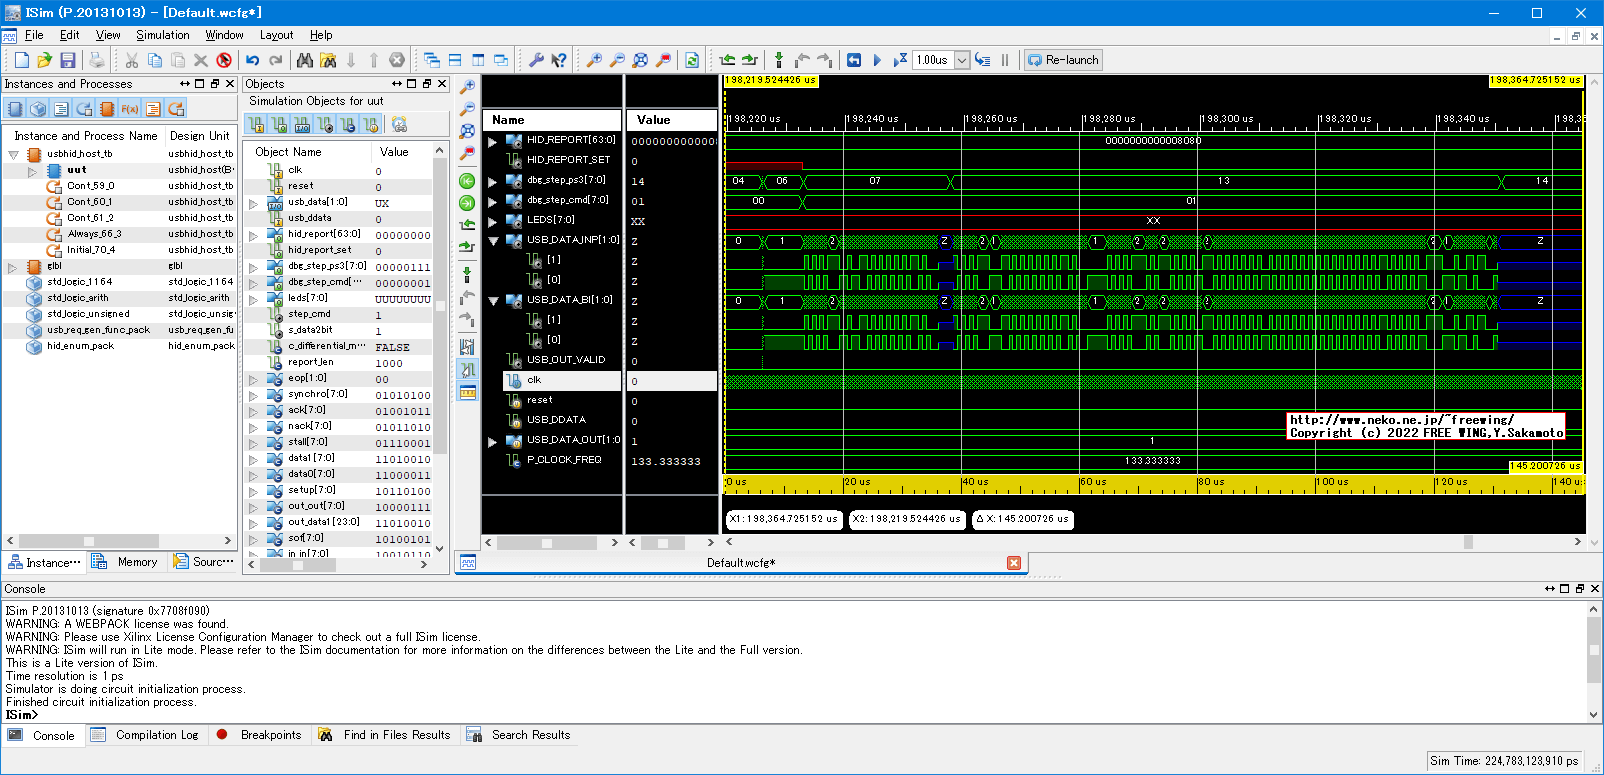 ISim (P.20131013) - [Default.wcfg*]
File Edit View Simulation Window Layout Help
1.00us Re-launch
Instances and Processes
Instance and Process Name Design Unit
usbhid_host_tb usbhid_host_tb
uut usbhid_host(B
Cont_59_0 usbhid_host_tb
Cont_60_1 usbhid_host_tb
Cont_61_2 usbhid_host_tb
Always_66_3 usbhid_host_tb
Initial_70_4 usbhid_host_tb
glbl glbl
std_logic_1164 std_logic_1164
std_logic_arith std_logic_arith
std_logic_unsigned std_logic_unsig
usb_req_gen_func_pack usb_req_gen_fu
hid_enum_pack hid_enum_pack
Instance··· Memory Sourc···
Objects
Simulation Objects for uut
Object Name Value
clk 0
reset 0
usb_data[1:0] UX
usb_ddata 0
hid_report[63:0] 00000000
hid_report_set 0
dbg_step_ps3[7:0] 00000111
dbg_step_cmd[··· 00000001
leds[7:0] UUUUUUUU
step_cmd 1
s_data2bit 1
c_differential_m··· FALSE
report_len 1000
eop[1:0] 00
synchro[7:0] 01010100
ack[7:0] 01001011
nack[7:0] 01011010
stall[7:0] 01110001
data1[7:0] 11010010
data0[7:0] 11000011
setup[7:0] 10110100
out_out[7:0] 10000111
out_data1[23:0] 11010010
sof[7:0] 10100101
in_in[7:0] 10010110
Name Value
HID_REPORT[63:0] 0000000000008
HID_REPORT_SET 0
dbg_step_ps3[7:0] 14
dbg_step_cmd[7:0] 01
LEDS[7:0] XX
USB_DATA_INP[1:0] Z
[1] Z
[0] Z
USB_DATA_BI[1:0] Z
[1] Z
[0] Z
USB_OUT_VALID 0
clk 0
reset 0
USB_DDATA 0
USB_DATA_OUT[1:0 1
P_CLOCK_FREQ 133.333333
198,219.524426 us 198,364.725152 us
198,220 us 198,240 us 198,260 us 198,280 us 198,300 us 198,320 us 198,340 us 198,3
0000000000008080
04 06 07 13 14
00 01
XX
0 1 2 Z 2 1 1 2 2 2 2 1 Z
0 1 2 Z 2 1 1 2 2 2 2 1 Z
http://www.neko.ne.jp/~freewing/
Copyright (c) 2022 FREE WING,Y.Sakamoto
1
133.333333
145.200726 us
0 us 20 us 40 us 60 us 80 us 100 us 120 us 140 us
X1: 198,364.725152 us X2: 198,219.524426 us Δ X: 145.200726 us
Default.wcfg*
Console
ISim P.20131013 (signature 0x7708f090)
WARNING: A WEBPACK license was found.
WARNING: Please use Xilinx License Configuration Manager to check out a full ISim license.
WARNING: ISim will run in Lite mode. Please refer to the ISim documentation for more information on the differences between the Lite and the Full version.
This is a Lite version of ISim.
Time resolution is 1 ps
Simulator is doing circuit initialization process.
Finished circuit initialization process.
ISim>
Console Compilation Log Breakpoints Find in Files Results Search Results
Sim Time: 224,783,123,910 ps